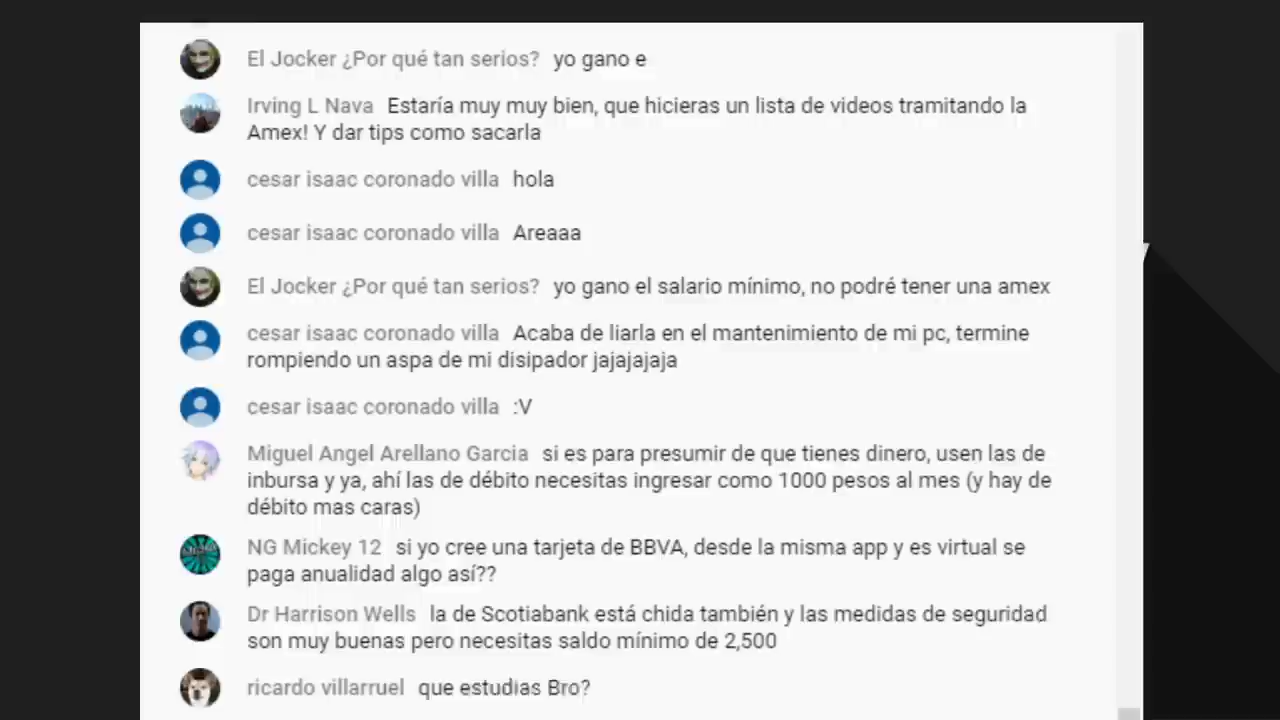 El Jocker ¿Por qué tan serios? yo gano e
Irving L Nava Estaría muy muy bien, que hicieras un lista de videos tramitando la
Amex! Y dar tips como sacarla
cesar isaac coronado villa hola
cesar isaac coronado villa Areaaa
El Jocker ¿Por qué tan serios? yo gano el salario mínimo, no podré tener una amex
cesar isaac coronado villa Acaba de liarla en el mantenimiento de mi pc, termine
rompiendo un aspa de mi disipador jajajajaja
cesar isaac coronado villa :V
Miguel Angel Arellano Garcia si es para presumir de que tienes dinero, usen las de
inbursa y ya, ahí las de débito necesitas ingresar como 1000 pesos al mes (y hay de
débito mas caras)
NG Mickey 12 si yo cree una tarjeta de BBVA, desde la misma app y es virtual se
paga anualidad algo así??
Dr Harrison Wells la de Scotiabank está chida también y las medidas de seguridad
son muy buenas pero necesitas saldo mínimo de 2,500
ricardo villarruel que estudias Bro?